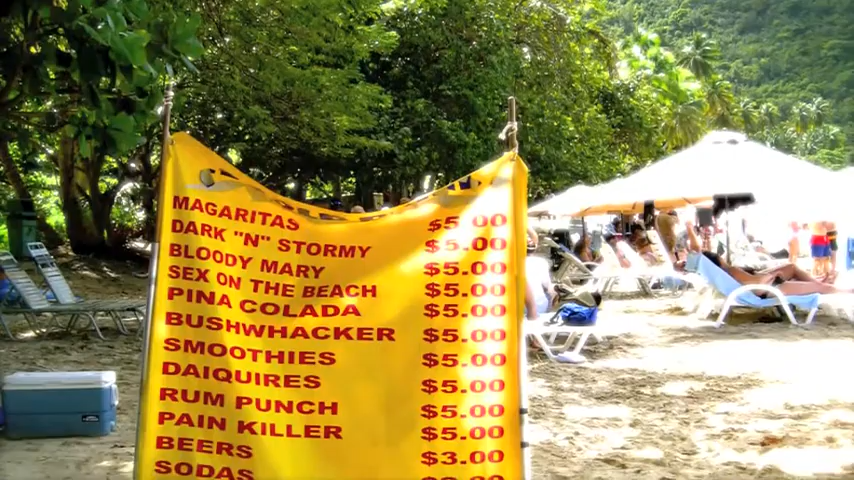 MAGARITAS $5.00
DARK "N" STORMY $5.00
BLOODY MARY $5.00
SEX ON THE BEACH $5.00
PINA COLADA $5.00
BUSHWHACKER $5.00
SMOOTHIES $5.00
DAIQUIRES $5.00
RUM PUNCH $5.00
PAIN KILLER $5.00
BEERS $3.00
SODAS